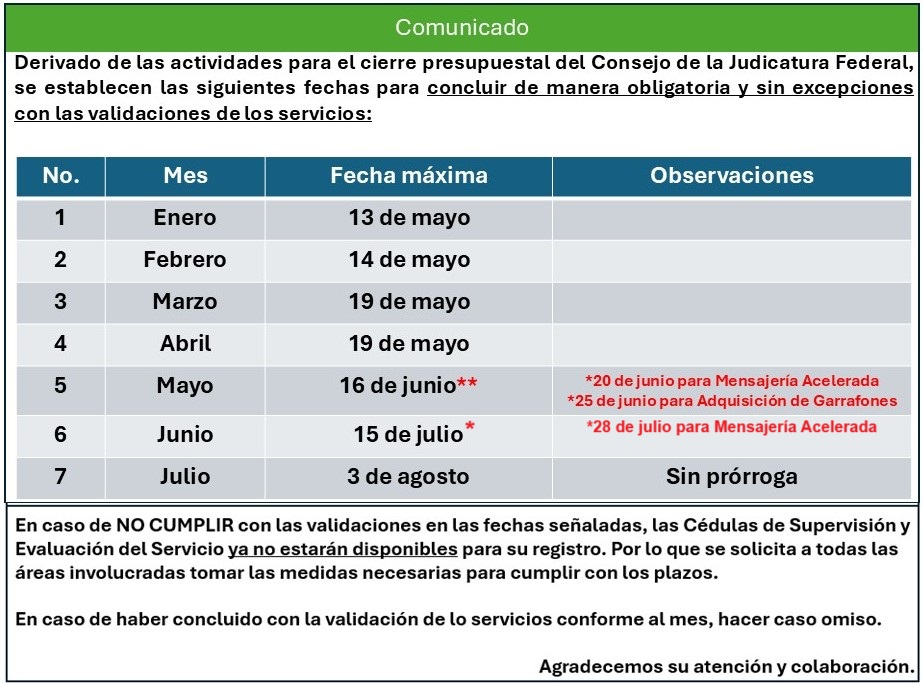 Comunicado
Derivado de las actividades para el cierre presupuestal del Consejo de la Judicatura Federal,
se establecen las siguientes fechas para concluir de manera obligatoria y sin excepciones
con las validaciones de los servicios:
No. Mes Fecha máxima Observaciones
1 Enero 13 de mayo
2 Febrero 14 de mayo
3 Marzo 19 de mayo
4 Abril 19 de mayo
5 Mayo 16 de junio** *20 de junio para Mensajería Acelerada
*25 de junio para Adquisición de Garrafones
6 Junio 15 de julio* *28 de julio para Mensajería Acelerada
7 Julio 3 de agosto Sin prórroga
En caso de NO CUMPLIR con las validaciones en las fechas señaladas, las Cédulas de Supervisión y
Evaluación del Servicio ya no estarán disponibles para su registro. Por lo que se solicita a todas las
áreas involucradas tomar las medidas necesarias para cumplir con los plazos.
En caso de haber concluido con la validación de lo servicios conforme al mes, hacer caso omiso.
Agradecemos su atención y colaboración.